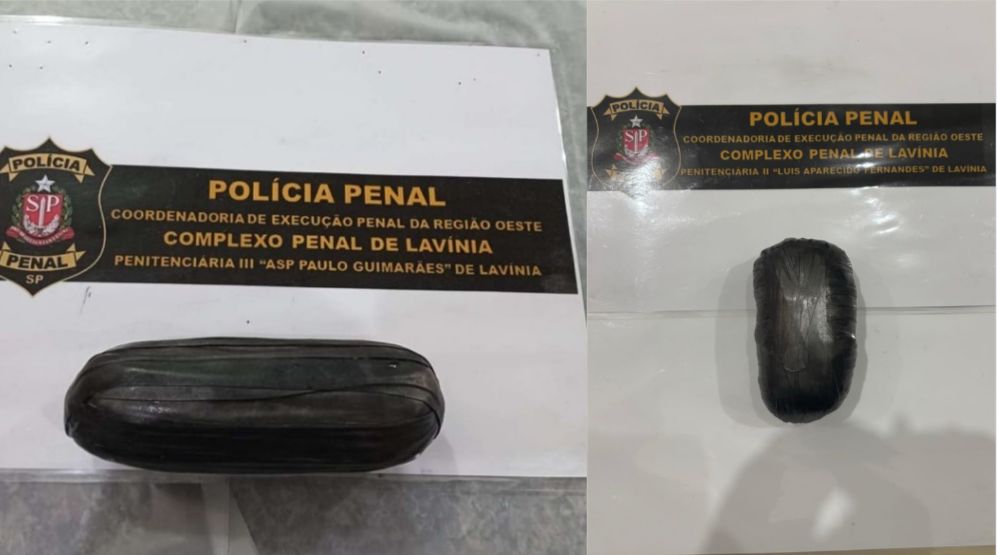 POLÍCIA
SP
PENAL
SP
POLÍCIA PENAL
COORDENADORIA DE EXECUÇÃO PENAL DA REGIÃO OESTE
COMPLEXO PENAL DE LAVÍNIA
PENITENCIÁRIA III “ASP PAULO GUIMARÃES” DE LAVÍNIA
POLÍCIA
SP
POLÍCIA PENAL
COORDENADORIA DE EXECUÇÃO PENAL DA REGIÃO OESTE
COMPLEXO PENAL DE LAVÍNIA
PENITENCIÁRIA II “LUIS APARECIDO FERNANDES” DE LAVÍNIA